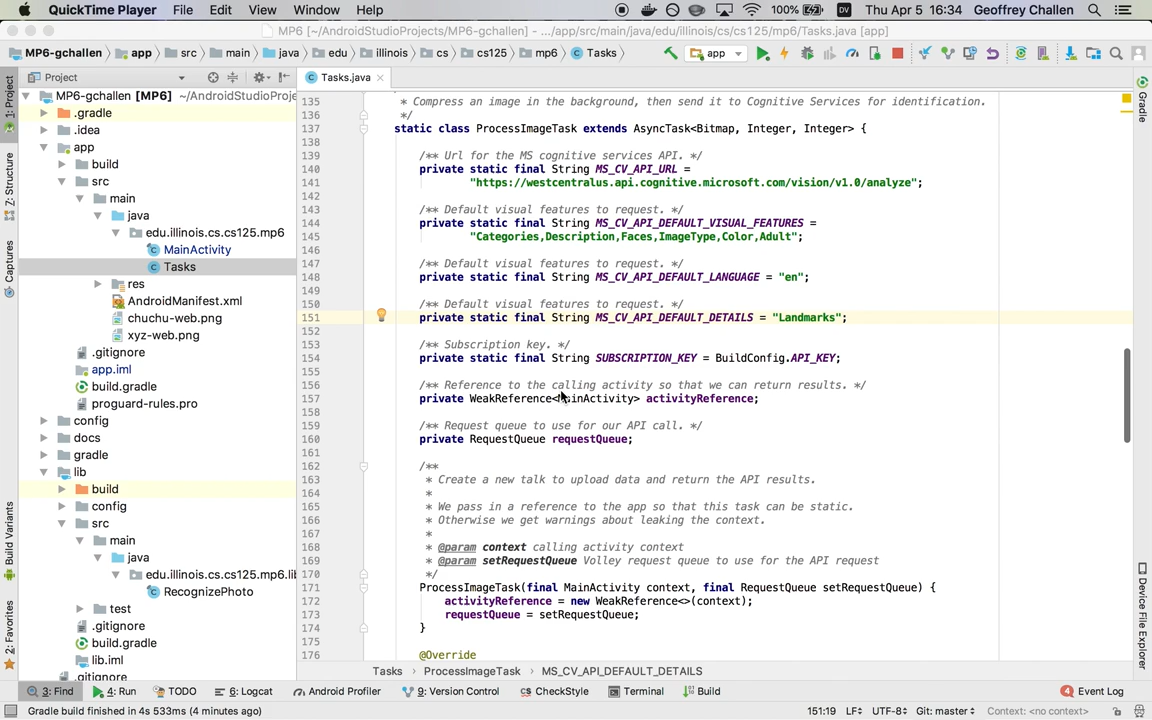 QuickTime Player File Edit View Window Help 100% DV Thu Apr 5 16:34 Geoffrey Challen
MP6 [~/AndroidStudioProjects/MP6-gchallen] - .../app/src/main/java/edu/illinois/cs/cs125/mp6/Tasks.java [app]
MP6-gchallen app src main java edu illinois cs cs125 mp6 Tasks app
1: Project
Z: Structure
Captures
Build Variants
2: Favorites
Project
MP6-gchallen [MP6] ~/AndroidStudioProje
.gradle
.idea
app
build
src
main
java
edu.illinois.cs.cs125.mp6
MainActivity
Tasks
res
AndroidManifest.xml
chuchu-web.png
xyz-web.png
.gitignore
app.iml
build.gradle
proguard-rules.pro
config
docs
gradle
lib
build
config
src
main
java
edu.illinois.cs.cs125.mp6.lib
RecognizePhoto
test
.gitignore
build.gradle
lib.iml
.gitignore
Tasks.java
135 * Compress an image in the background, then send it to Cognitive Services for identification.
136 */
137 static class ProcessImageTask extends AsyncTask<Bitmap, Integer, Integer> {
138
139 /** Url for the MS cognitive services API. */
140 private static final String MS_CV_API_URL =
141 "https://westcentralus.api.cognitive.microsoft.com/vision/v1.0/analyze";
142
143 /** Default visual features to request. */
144 private static final String MS_CV_API_DEFAULT_VISUAL_FEATURES =
145 "Categories,Description,Faces,ImageType,Color,Adult";
146
147 /** Default visual features to request. */
148 private static final String MS_CV_API_DEFAULT_LANGUAGE = "en";
149
150 /** Default visual features to request. */
151 private static final String MS_CV_API_DEFAULT_DETAILS = "Landmarks";
152
153 /** Subscription key. */
154 private static final String SUBSCRIPTION_KEY = BuildConfig.API_KEY;
155
156 /** Reference to the calling activity so that we can return results. */
157 private WeakReference<MainActivity> activityReference;
158
159 /** Request queue to use for our API call. */
160 private RequestQueue requestQueue;
161
162 /**
163 * Create a new talk to upload data and return the API results.
164 *
165 * We pass in a reference to the app so that this task can be static.
166 * Otherwise we get warnings about leaking the context.
167 *
168 * @param context calling activity context
169 * @param setRequestQueue Volley request queue to use for the API request
170 */
171 ProcessImageTask(final MainActivity context, final RequestQueue setRequestQueue) {
172 activityReference = new WeakReference<>(context);
173 requestQueue = setRequestQueue;
174 }
175
176 @Override
Tasks ProcessImageTask MS_CV_API_DEFAULT_DETAILS
Gradle
Device File Explorer
3: Find 4: Run TODO 6: Logcat Android Profiler 9: Version Control CheckStyle Terminal Build 4 Event Log
Gradle build finished in 4s 533ms (4 minutes ago) 151:19 LF UTF-8 Git: master Context: <no context>